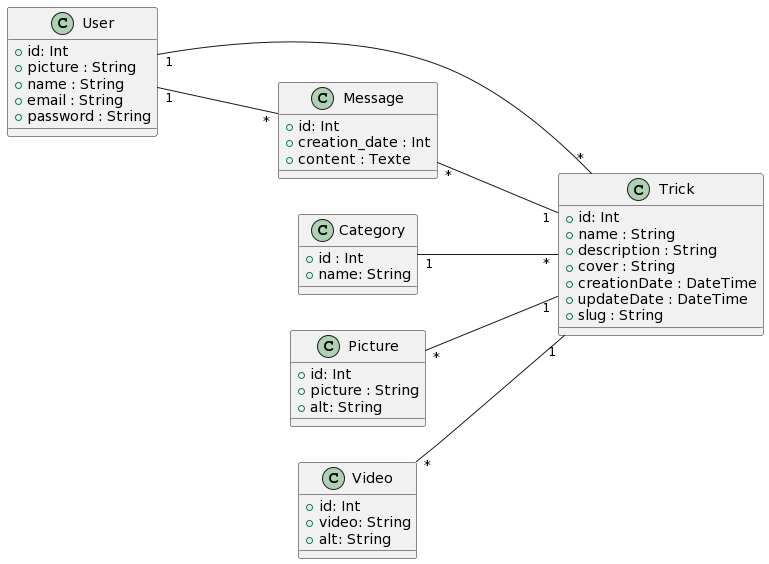 C User
id: Int
picture : String
name : String
email : String
password : String
1
1
*
*
C Message
id: Int
creation_date : Int
content : Texte
*
1
C Trick
id: Int
name : String
description : String
cover : String
creationDate : DateTime
updateDate : DateTime
slug : String
C Category
id : Int
name: String
1
*
C Picture
id: Int
picture : String
alt: String
*
1
C Video
id: Int
video: String
alt: String
*
1